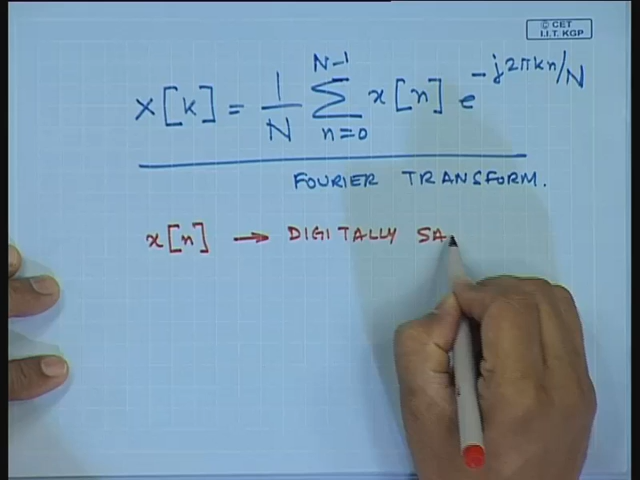 © CET
I.I.T. KGP
X[k] = 1/N Σ_{n=0}^{N-1} x[n] e^{-j2πkn/N}
FOURIER TRANSFORM.
x[n] → DIGITALLY SA